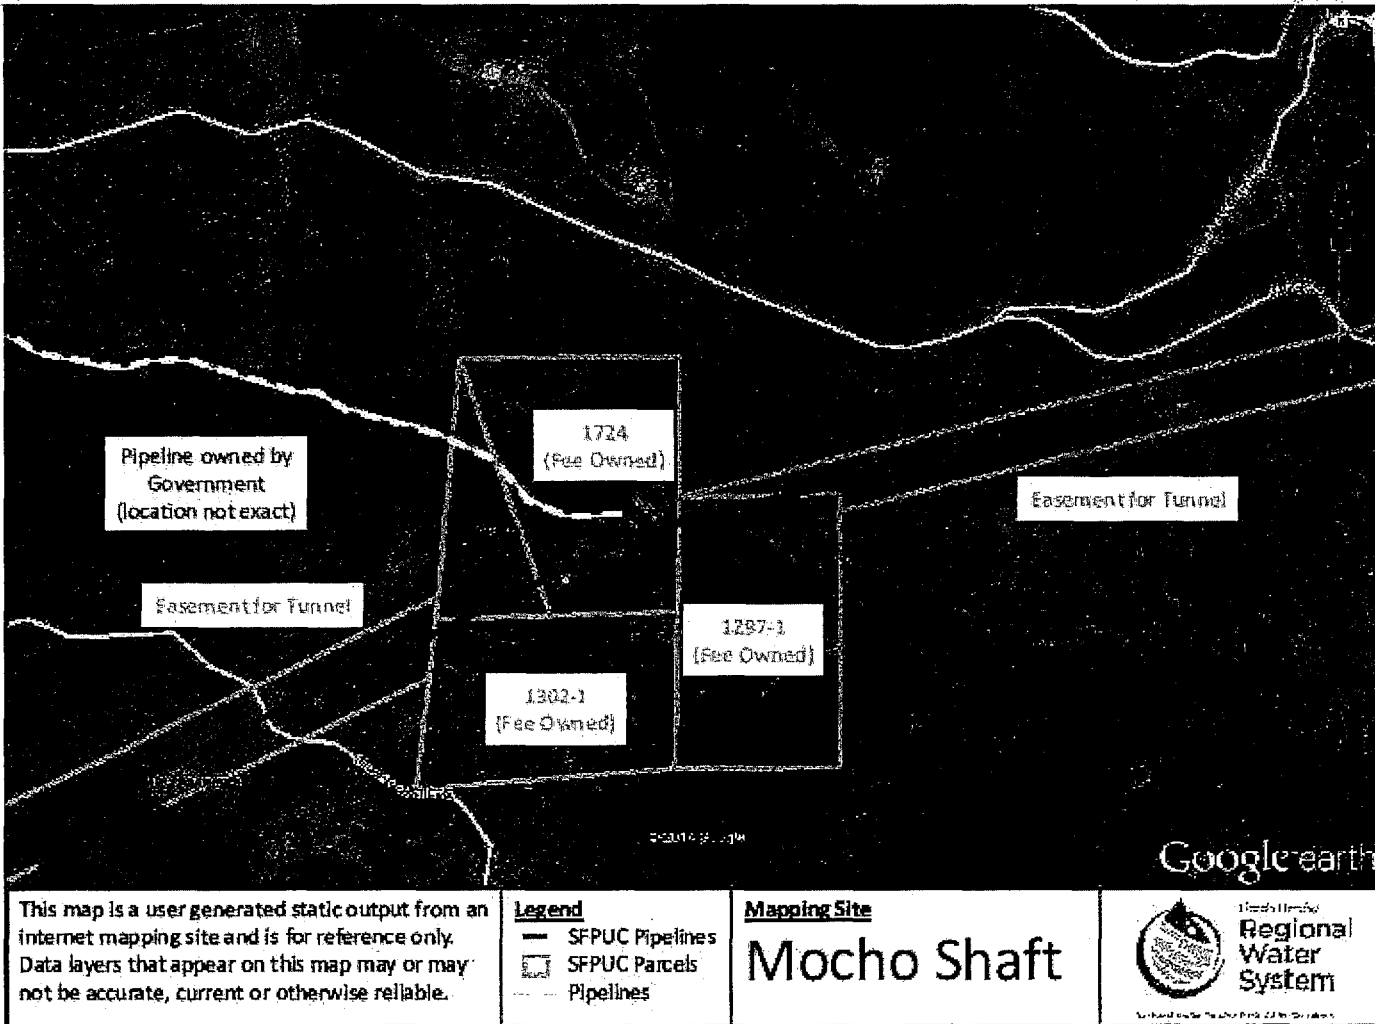 1724
(Fee Owned)
Pipeline owned by
Government
(location not exact)
Easement for Tunnel
Easement for Tunnel
1297-1
(Fee Owned)
1302-1
(Fee Owned)
Google earth
This map is a user generated static output from an
internet mapping site and is for reference only.
Data layers that appear on this map may or may
not be accurate, current or otherwise reliable.
Legend
SFPUC Pipelines
SFPUC Parcels
Pipelines
Mapping Site
Mocho Shaft
Regional
Water
System